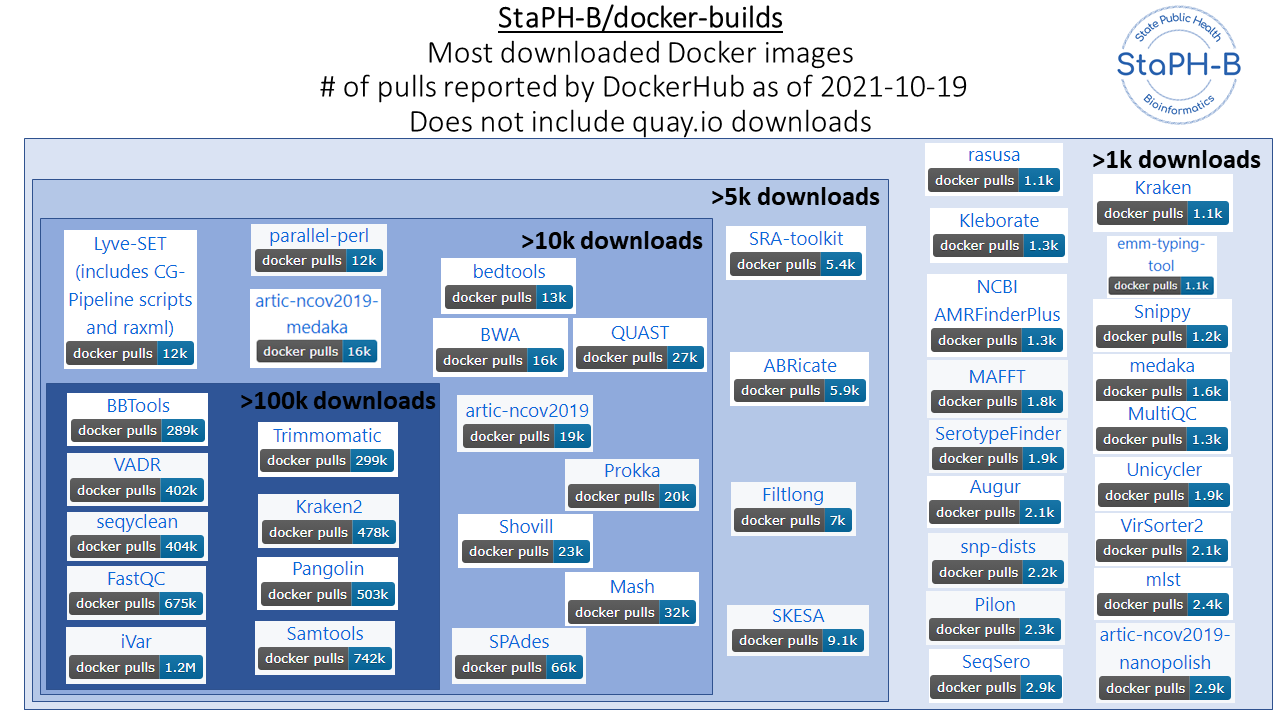 StaPH-B/docker-builds
Most downloaded Docker images
# of pulls reported by DockerHub as of 2021-10-19
Does not include quay.io downloads
State Public Health
StaPH-B
Bioinformatics
>1k downloads
rasusa
docker pulls 1.1k
Kleborate
docker pulls 1.3k
NCBI
AMRFinderPlus
docker pulls 1.3k
MAFFT
docker pulls 1.8k
SerotypeFinder
docker pulls 1.9k
Augur
docker pulls 2.1k
snp-dists
docker pulls 2.2k
Pilon
docker pulls 2.3k
SeqSero
docker pulls 2.9k
Kraken
docker pulls 1.1k
emm-typing-
tool
docker pulls 1.1k
Snippy
docker pulls 1.2k
medaka
docker pulls 1.6k
MultiQC
docker pulls 1.3k
Unicycler
docker pulls 1.9k
VirSorter2
docker pulls 2.1k
mlst
docker pulls 2.4k
artic-ncov2019-
nanopolish
docker pulls 2.9k
>5k downloads
SRA-toolkit
docker pulls 5.4k
ABRicate
docker pulls 5.9k
Filtlong
docker pulls 7k
SKESA
docker pulls 9.1k
>10k downloads
Lyve-SET
(includes CG-
Pipeline scripts
and raxml)
docker pulls 12k
parallel-perl
docker pulls 12k
artic-ncov2019-
medaka
docker pulls 16k
bedtools
docker pulls 13k
BWA
docker pulls 16k
QUAST
docker pulls 27k
artic-ncov2019
docker pulls 19k
Prokka
docker pulls 20k
Shovill
docker pulls 23k
Mash
docker pulls 32k
SPAdes
docker pulls 66k
>100k downloads
BBTools
docker pulls 289k
VADR
docker pulls 402k
seqyclean
docker pulls 404k
FastQC
docker pulls 675k
iVar
docker pulls 1.2M
Trimmomatic
docker pulls 299k
Kraken2
docker pulls 478k
Pangolin
docker pulls 503k
Samtools
docker pulls 742k